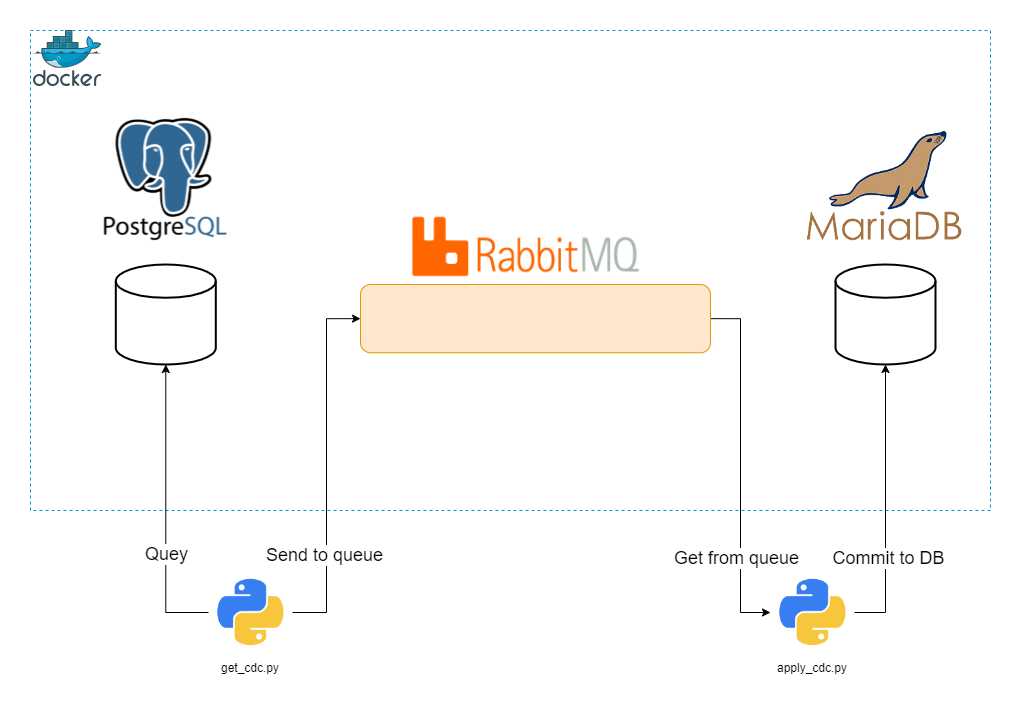 docker
PostgreSQL
RabbitMQ
MariaDB
Quey
Send to queue
Get from queue
Commit to DB
get_cdc.py
apply_cdc.py